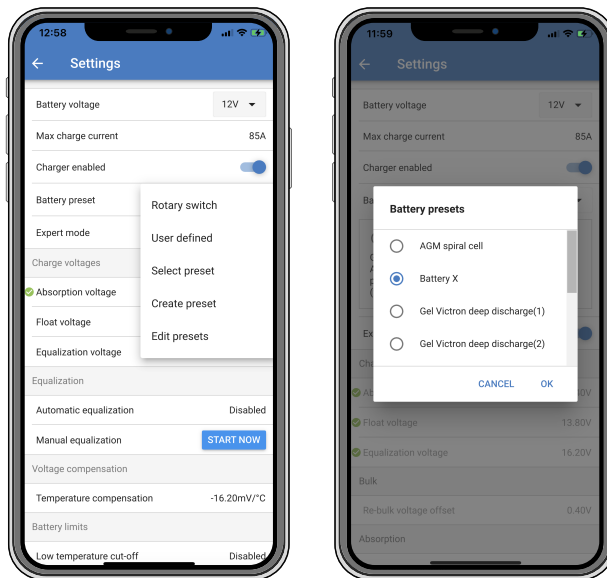 12:58
Settings
Battery voltage 12V
Max charge current 85A
Charger enabled
Battery preset
Rotary switch
User defined
Select preset
Create preset
Edit presets
Expert mode
Charge voltages
Absorption voltage
Float voltage
Equalization voltage
Equalization
Automatic equalization Disabled
Manual equalization START NOW
Voltage compensation
Temperature compensation -16.20mV/°C
Battery limits
Low temperature cut-off Disabled
11:59
Settings
Battery voltage 12V
Max charge current 85A
Charger enabled
Ba
Battery presets
AGM spiral cell
Battery X
Gel Victron deep discharge(1)
Gel Victron deep discharge(2)
CANCEL OK
Ex
Cha
Ab
Float voltage 13.80V
Equalization voltage 16.20V
Bulk
Re-bulk voltage offset 0.40V
Absorption